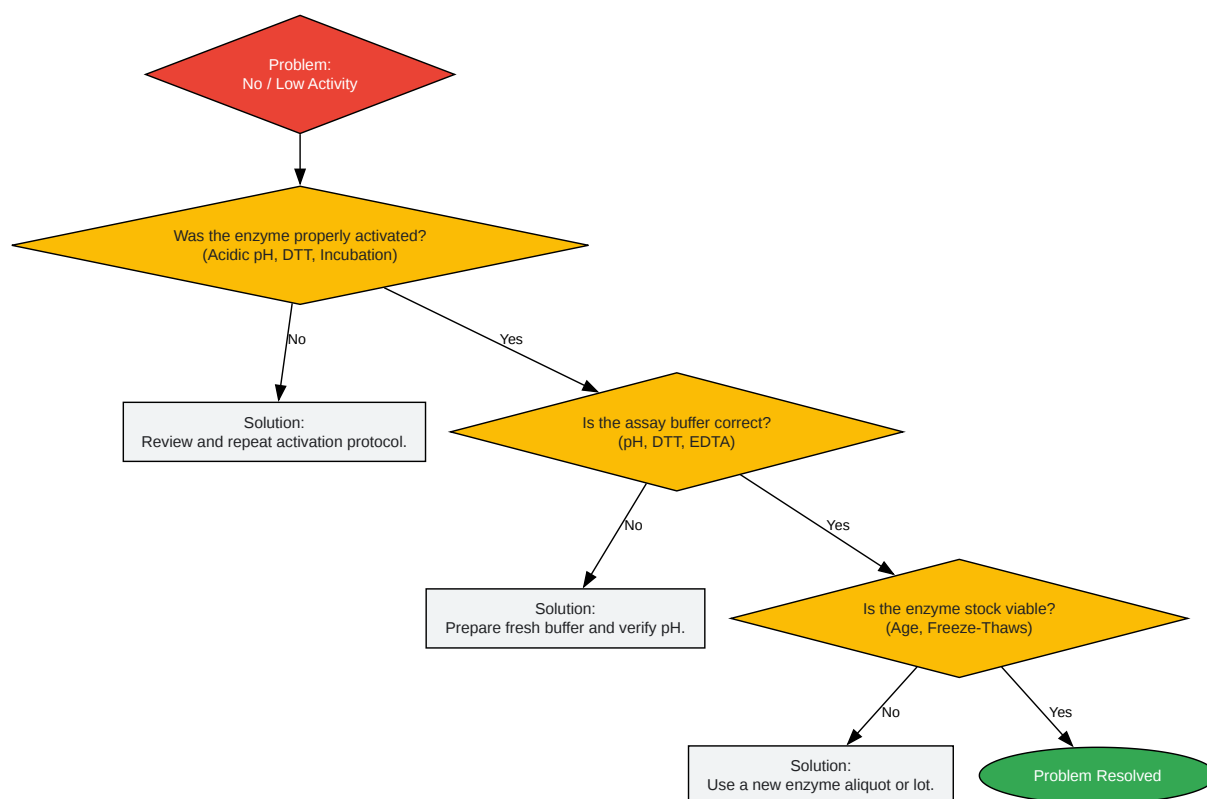 Problem:
No / Low Activity
Was the enzyme properly activated?
(Acidic pH, DTT, Incubation)
No
Yes
Solution:
Review and repeat activation protocol.
Is the assay buffer correct?
(pH, DTT, EDTA)
No
Yes
Solution:
Prepare fresh buffer and verify pH.
Is the enzyme stock viable?
(Age, Freeze-Thaws)
No
Yes
Solution:
Use a new enzyme aliquot or lot.
Problem Resolved